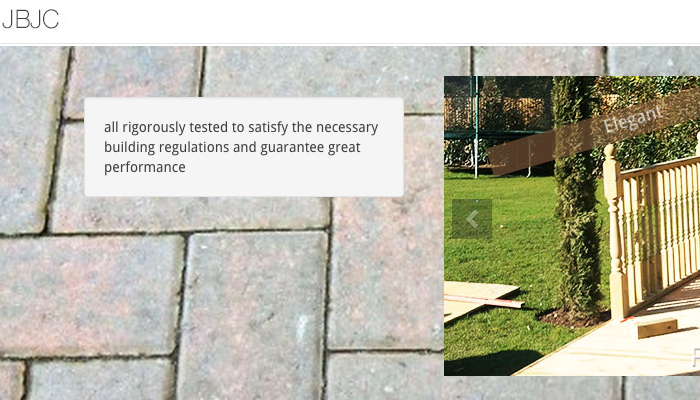 JBJC
all rigorously tested to satisfy the necessary
building regulations and guarantee great
performance
Elegant